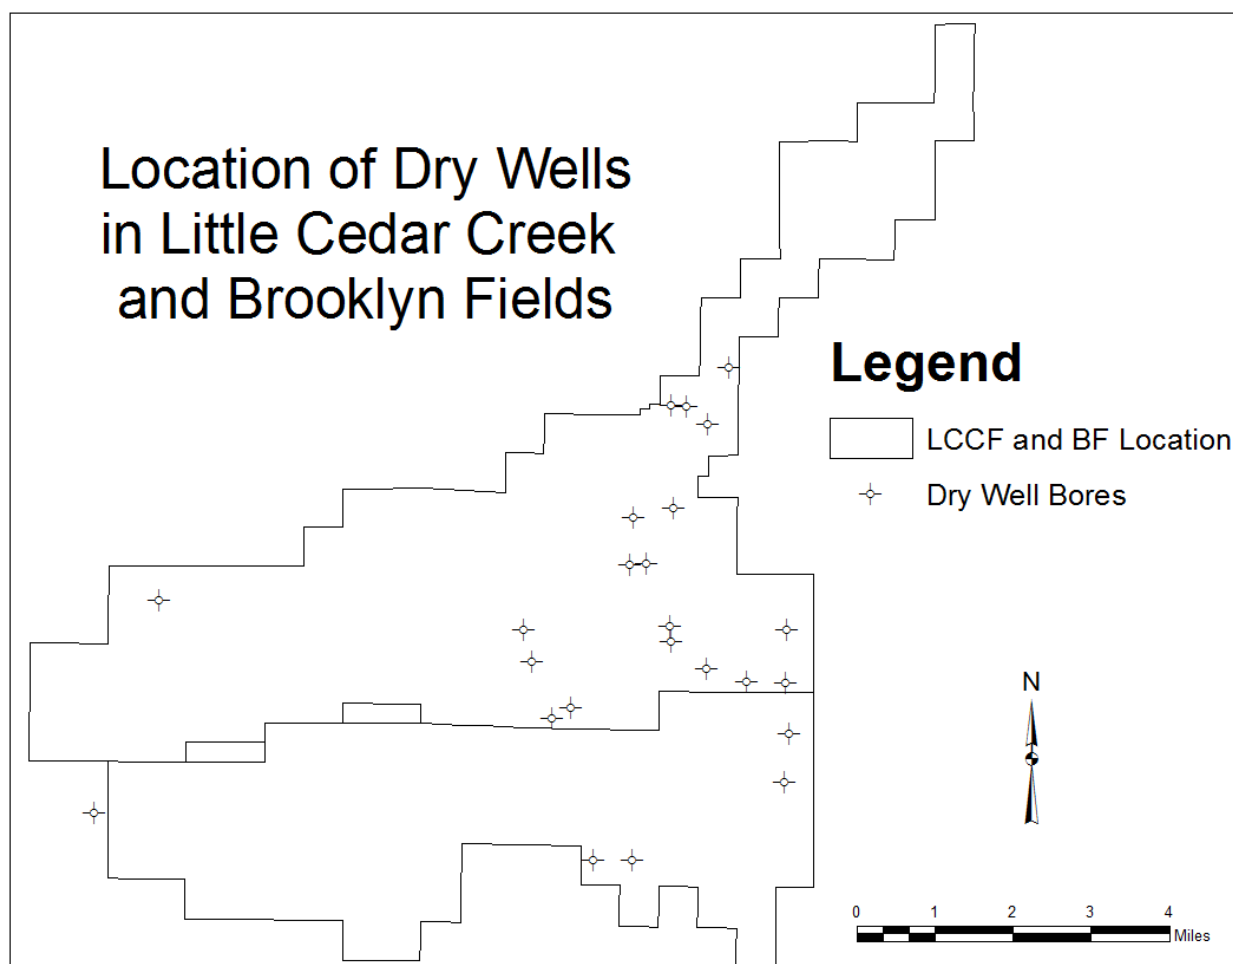 Location of Dry Wells
in Little Cedar Creek
and Brooklyn Fields
Legend
LCCF and BF Location
Dry Well Bores
N
0 1 2 3 4
Miles